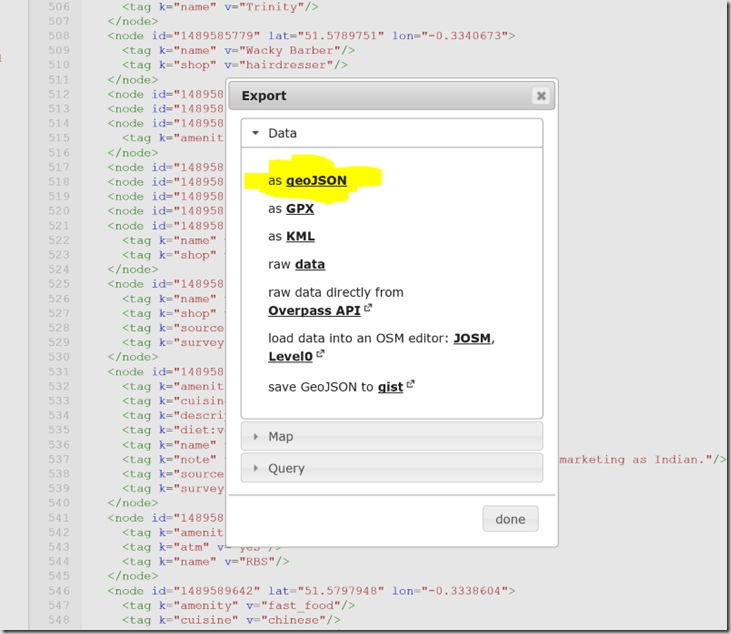 506 <tag k="name" v="Trinity"/>
507 </node>
508 <node id="1489585779" lat="51.5789751" lon="-0.3340673">
509 <tag k="name" v="Wacky Barber"/>
510 <tag k="shop" v="hairdresser"/>
511 </node>
512 <node id="148958
513 <node id="148958
514 <node id="148958
515 <tag k="amenit
516 </node>
517 <node id="148958
518 <node id="148958
519 <node id="148958
520 <node id="148958
521 <node id="148958
522 <tag k="name"
523 <tag k="shop"
524 </node>
525 <node id="148958
526 <tag k="name"
527 <tag k="shop"
528 <tag k="source
529 <tag k="survey
530 </node>
531 <node id="148958
532 <tag k="amenit
533 <tag k="cuisin
534 <tag k="descri
535 <tag k="diet:v
536 <tag k="name"
537 <tag k="note" marketing as Indian."/>
538 <tag k="source
539 <tag k="survey
540 </node>
541 <node id="148958
542 <tag k="amenit
543 <tag k="atm" v="yes"/>
544 <tag k="name" v="RBS"/>
545 </node>
546 <node id="1489589642" lat="51.5797948" lon="-0.3338604">
547 <tag k="amenity" v="fast_food"/>
548 <tag k="cuisine" v="chinese"/>
Export
Data
as geoJSON
as GPX
as KML
raw data
raw data directly from
Overpass API
load data into an OSM editor: JOSM,
Level0
save GeoJSON to gist
Map
Query
done